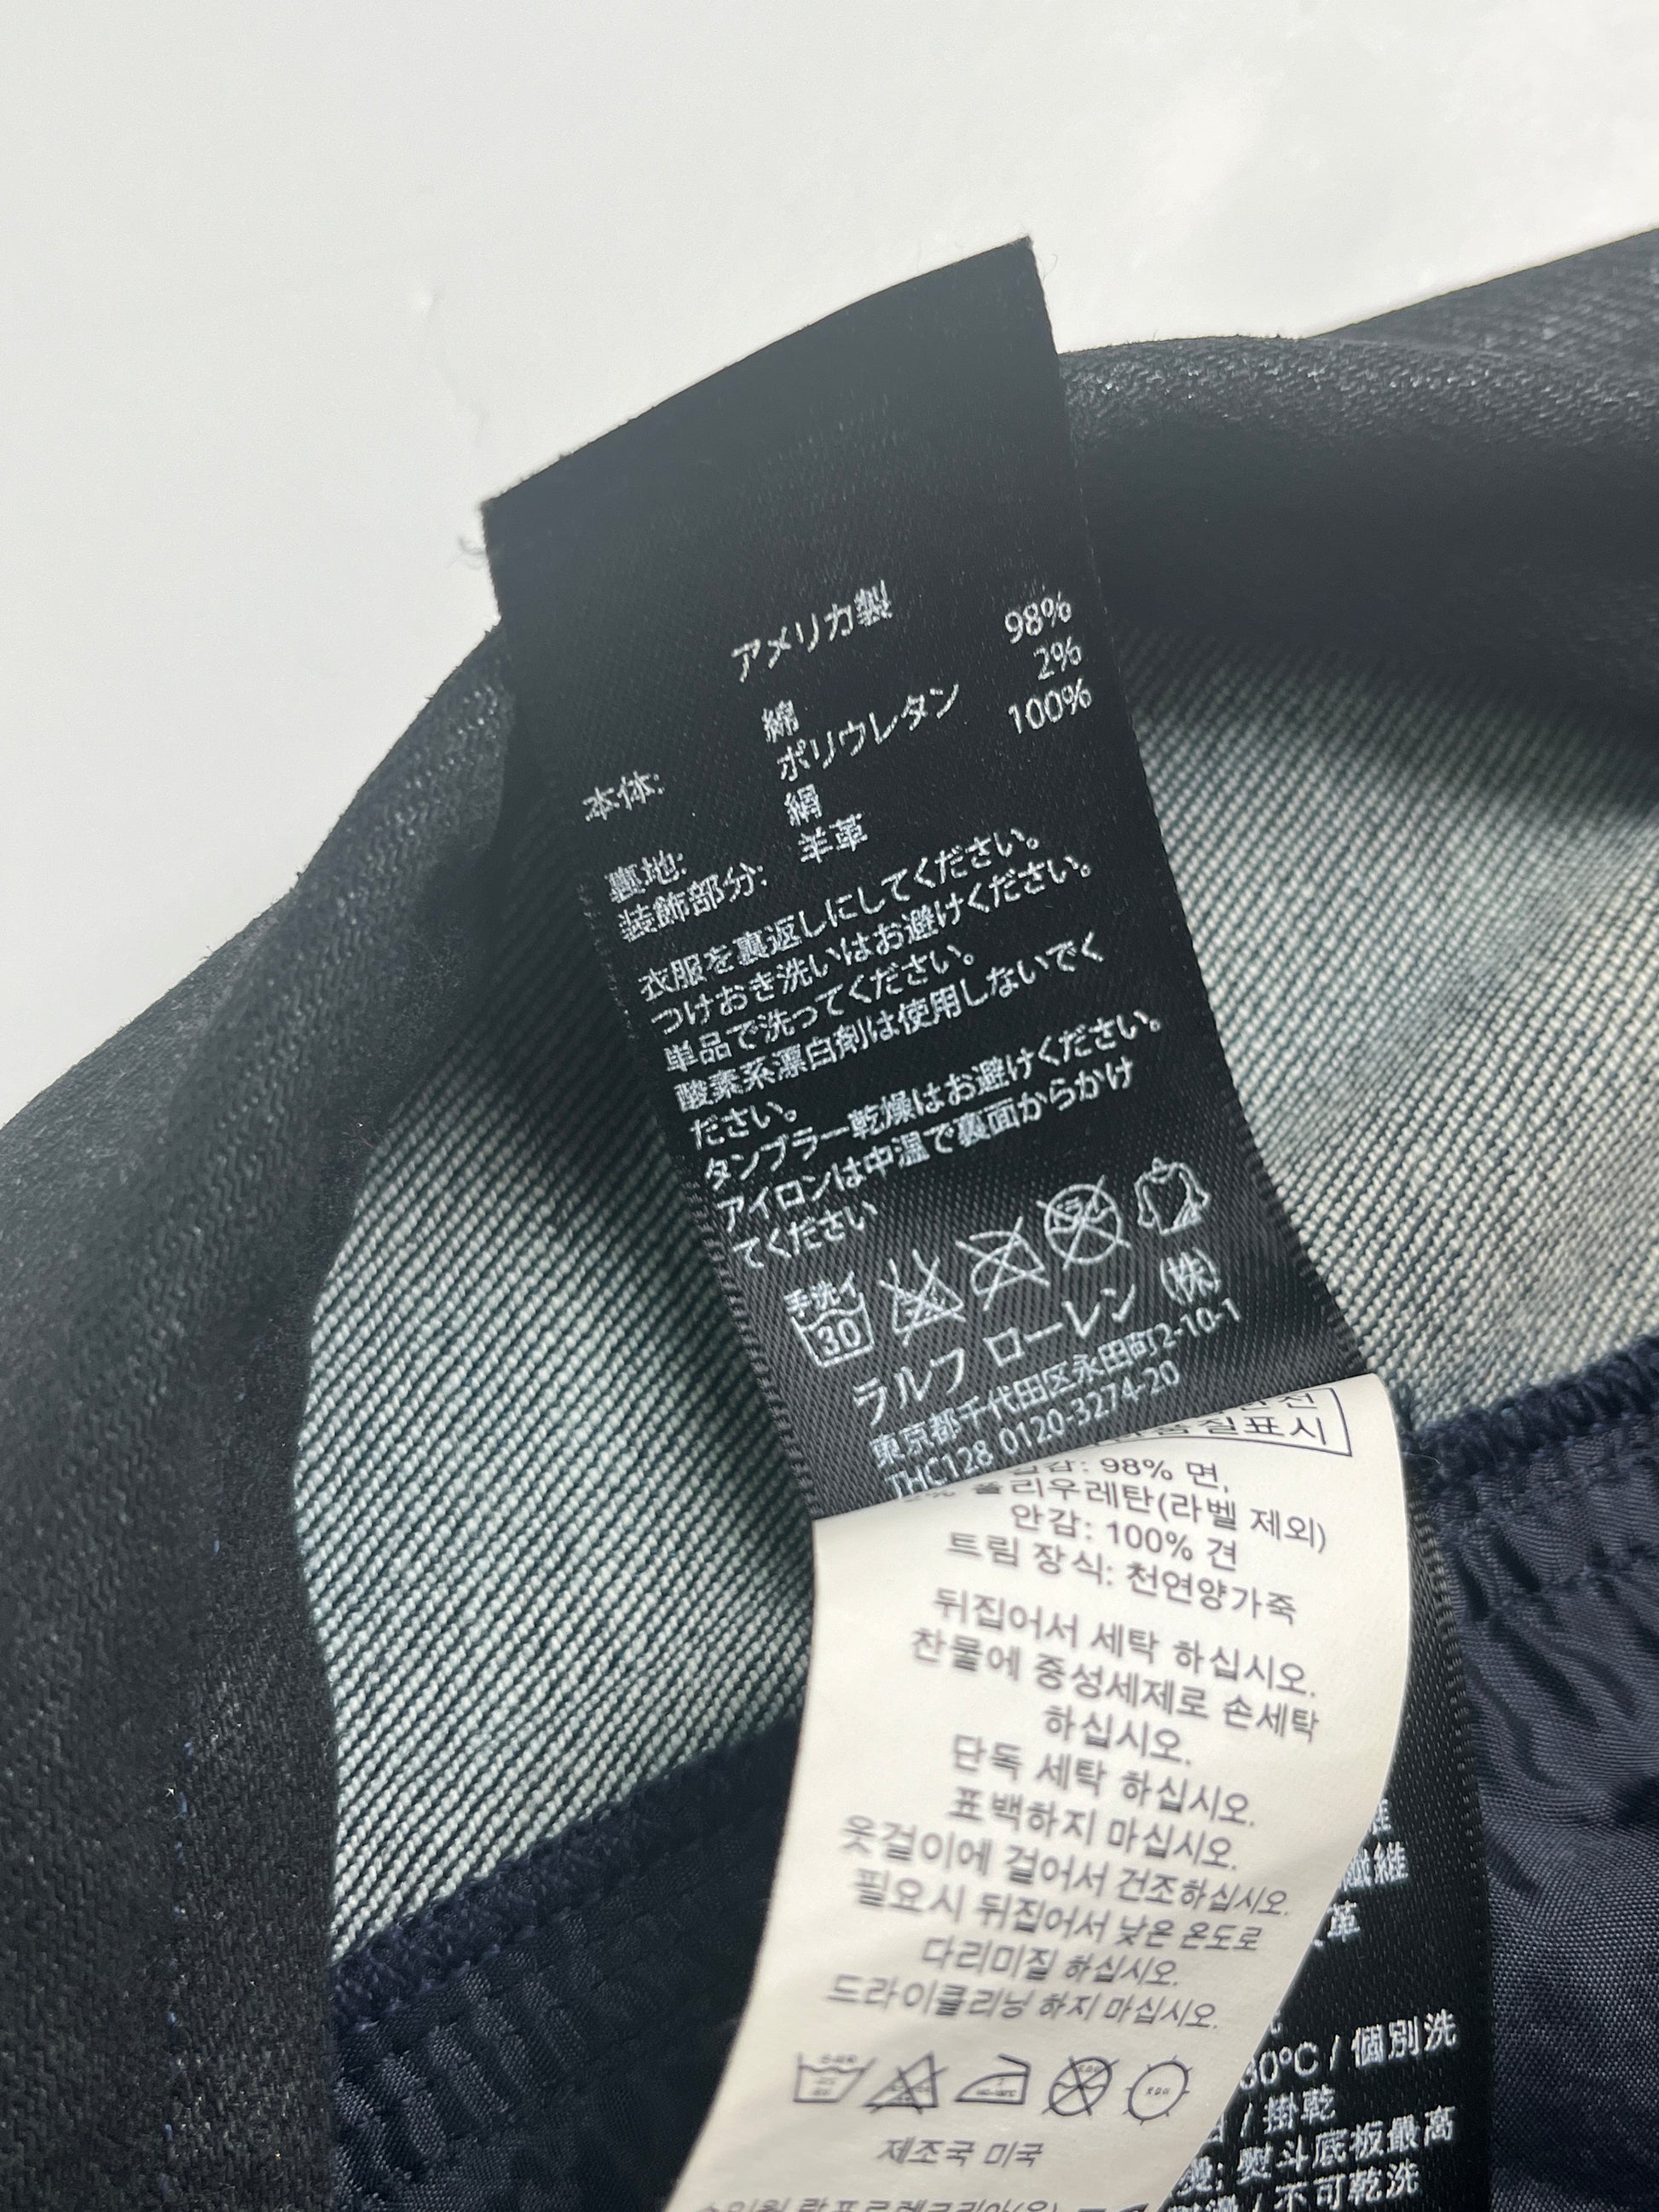 アメリカ製
本体: 綿 98%
ポリウレタン 2%
裏地: 絹 100%
装飾部分: 羊革
衣服を裏返しにしてください。
つけおき洗いはお避けください。
単品で洗ってください。
酸素系漂白剤は使用しないでく
ださい。
タンブラー乾燥はお避けください。
アイロンは中温で裏面からかけ
てください
手洗イ
30
ラルフ ローレン (株)
東京都千代田区永田町2-10-1
THC128 0120-3274-20
품질표시
98% 면,
폴리우레탄(라벨 제외)
안감: 100% 견
트림 장식: 천연양가죽
뒤집어서 세탁 하십시오.
찬물에 중성세제로 손세탁
하십시오.
단독 세탁 하십시오.
표백하지 마십시오.
옷걸이에 걸어서 건조하십시오.
필요시 뒤집어서 낮은 온도로
다리미질 하십시오.
드라이클리닝 하지 마십시오.
제조국 미국
纖維
革
30ºC / 個別洗
/ 掛乾
熨斗底板最高
/ 不可乾洗